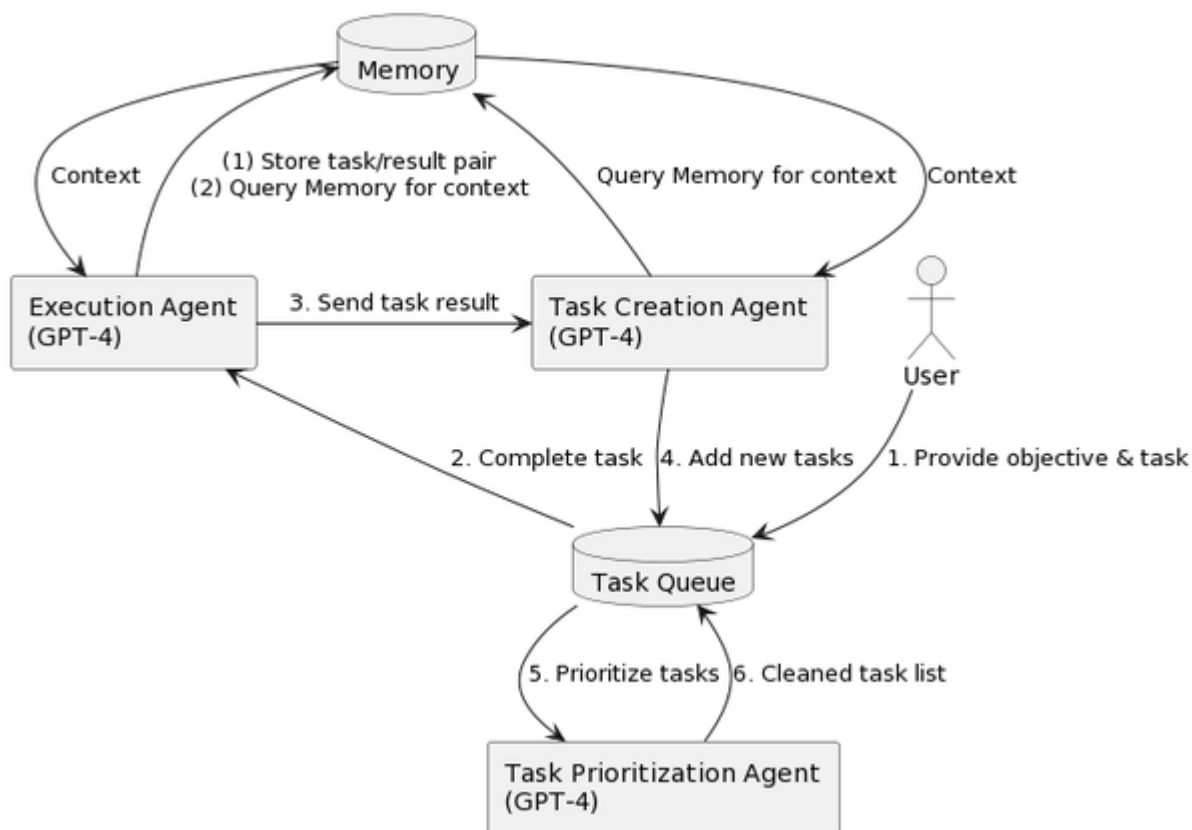 Memory
Context
(1) Store task/result pair
(2) Query Memory for context
Query Memory for context
Context
Execution Agent
(GPT-4)
3. Send task result
Task Creation Agent
(GPT-4)
User
2. Complete task
4. Add new tasks
1. Provide objective & task
Task Queue
5. Prioritize tasks
6. Cleaned task list
Task Prioritization Agent
(GPT-4)